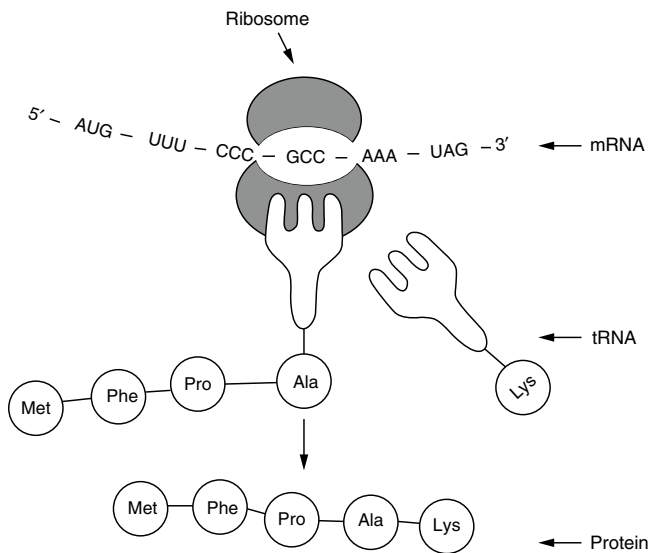 Ribosome
5′ – AUG – UUU – CCC – GCC – AAA – UAG – 3′
mRNA
tRNA
Met
Phe
Pro
Ala
Lys
Met
Phe
Pro
Ala
Lys
Protein